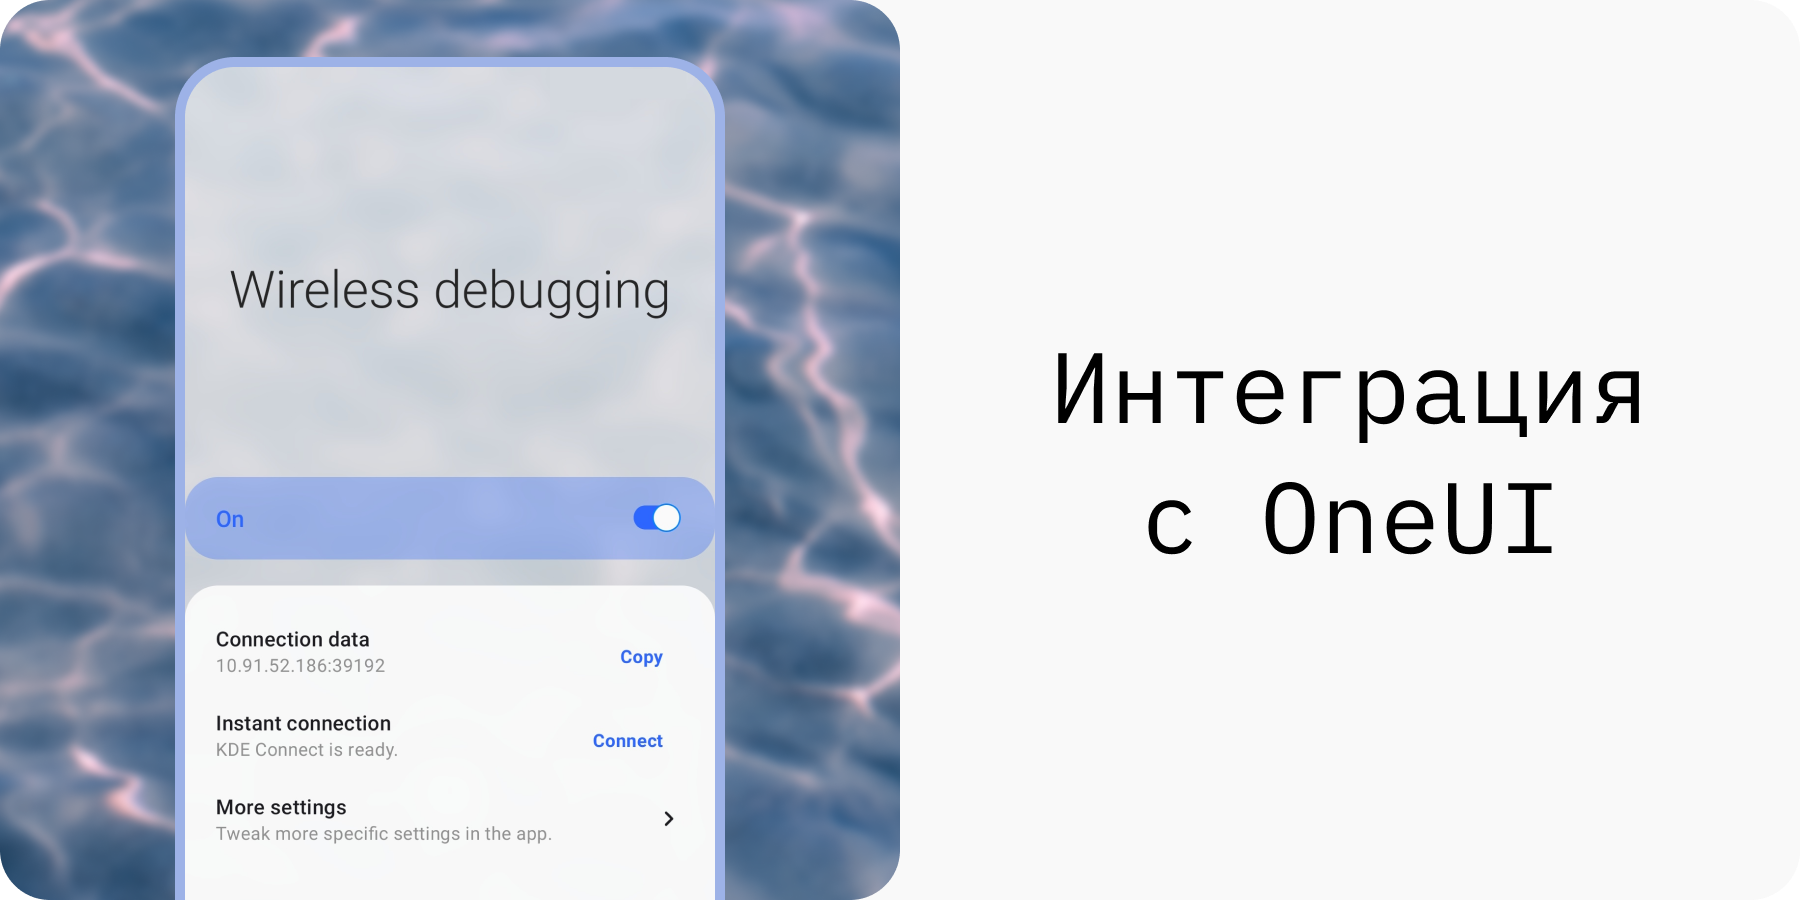 Wireless debugging
On
Connection data
10.91.52.186:39192
Copy
Instant connection
KDE Connect is ready.
Connect
More settings
Tweak more specific settings in the app.
Интеграция
с OneUI